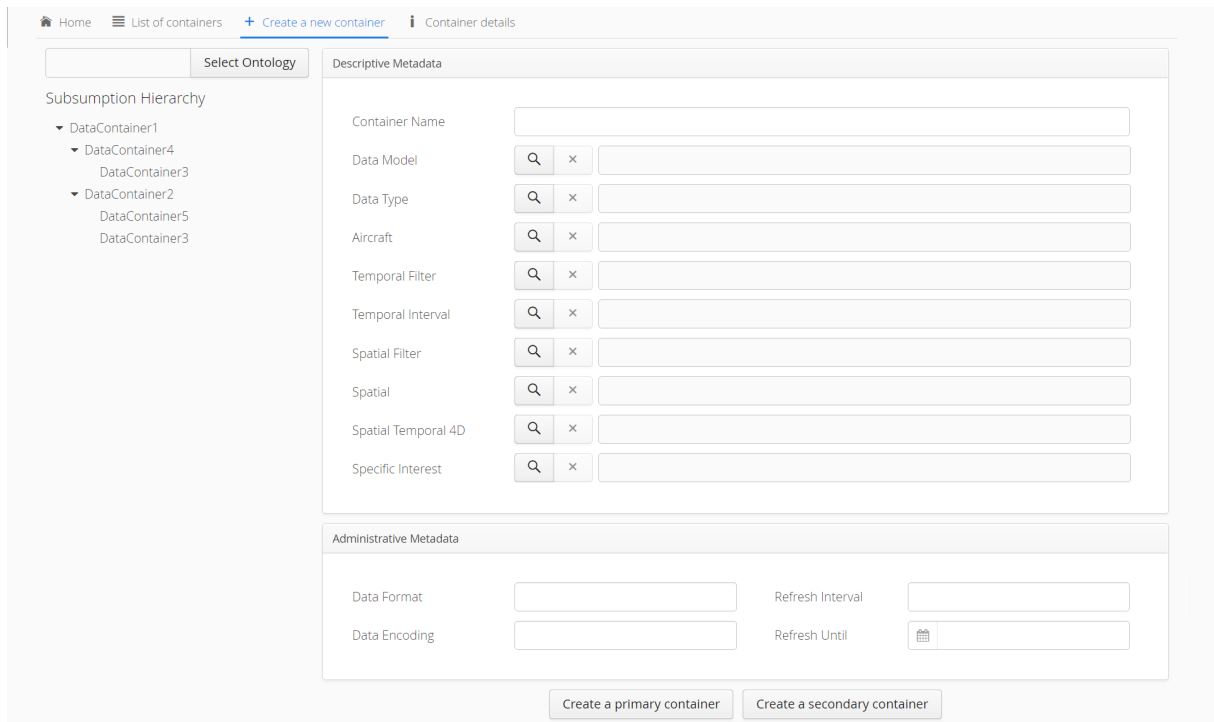 Home List of containers + Create a new container i Container details
Select Ontology
Subsumption Hierarchy
DataContainer1
DataContainer4
DataContainer3
DataContainer2
DataContainer5
DataContainer3
Descriptive Metadata
Container Name
Data Model
Data Type
Aircraft
Temporal Filter
Temporal Interval
Spatial Filter
Spatial
Spatial Temporal 4D
Specific Interest
Administrative Metadata
Data Format Refresh Interval
Data Encoding Refresh Until
Create a primary container Create a secondary container